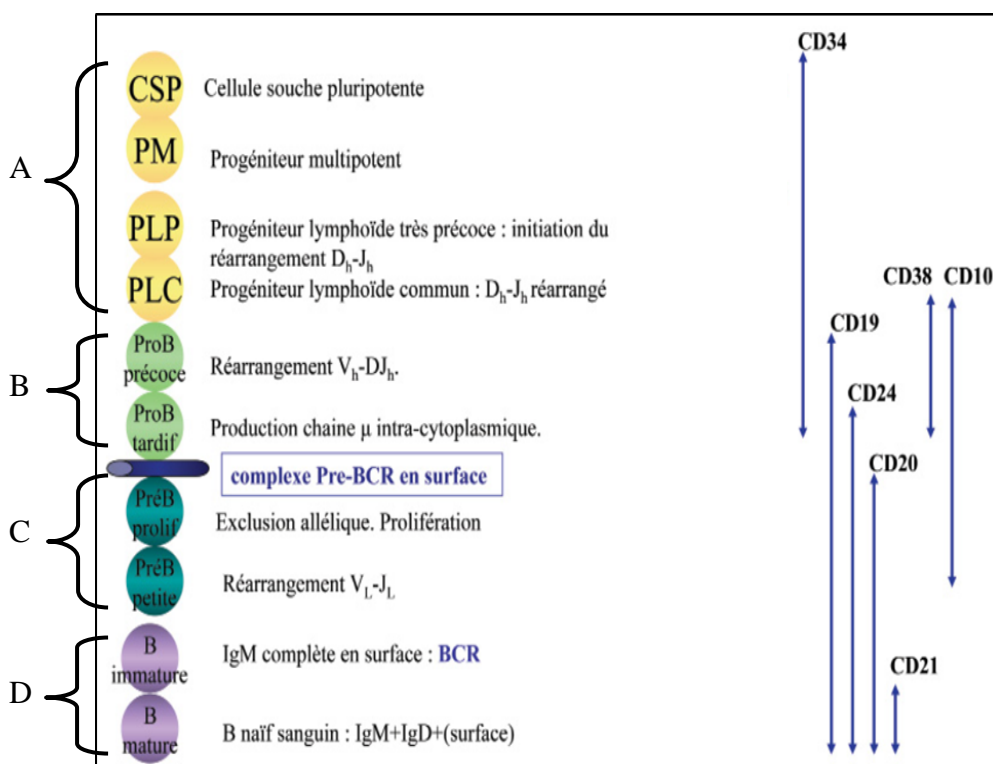 CD34
CSP Cellule souche pluripotente
A
PM Progéniteur multipotent
PLP Progéniteur lymphoïde très précoce : initiation du
réarrangement Dh-Jh
PLC Progéniteur lymphoïde commun : Dh-Jh réarrangé
CD38 CD10
CD19
ProB
précoce
Réarrangement Vh-DJh.
B
CD24
ProB
tardif
Production chaine µ intra-cytoplasmique.
complexe Pre-BCR en surface
CD20
C
PréB
prolif
Exclusion allélique. Prolifération
PréB
petite
Réarrangement VL-JL
B
immature
IgM complète en surface : BCR
CD21
D
B
mature
B naïf sanguin : IgM+IgD+(surface)